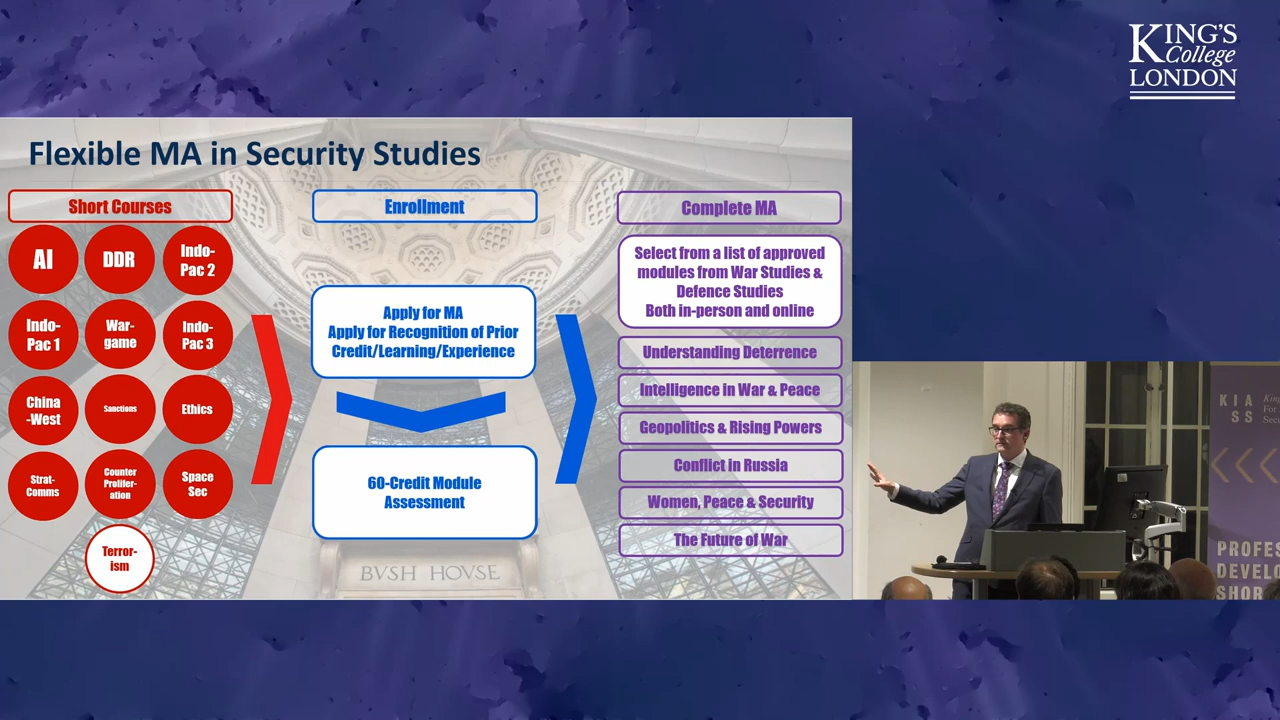 KING'S
College
LONDON
Flexible MA in Security Studies
Short Courses
AI
DDR
Indo-
Pac 2
Indo-
Pac 1
War-
game
Indo-
Pac 3
China
-West
Sanctions
Ethics
Strat-
Comms
Counter
Prolifer-
ation
Space
Sec
Terror-
ism
Enrollment
Apply for MA
Apply for Recognition of Prior
Credit/Learning/Experience
60-Credit Module
Assessment
BVSH HOVSE
Complete MA
Select from a list of approved
modules from War Studies &
Defence Studies
Both in-person and online
Understanding Deterrence
Intelligence in War & Peace
Geopolitics & Rising Powers
Conflict in Russia
Women, Peace & Security
The Future of War
KIA
SS
PROFES
DEVELO
SHOR